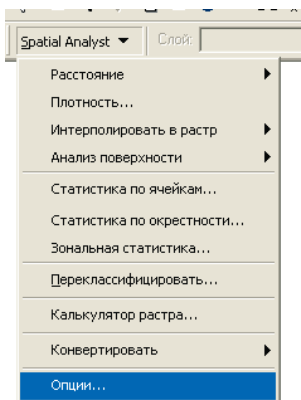 Spatial Analyst Слой:
Расстояние
Плотность...
Интерполировать в растр
Анализ поверхности
Статистика по ячейкам...
Статистика по окрестности...
Зональная статистика...
Переклассифицировать...
Калькулятор растра...
Конвертировать
Опции...